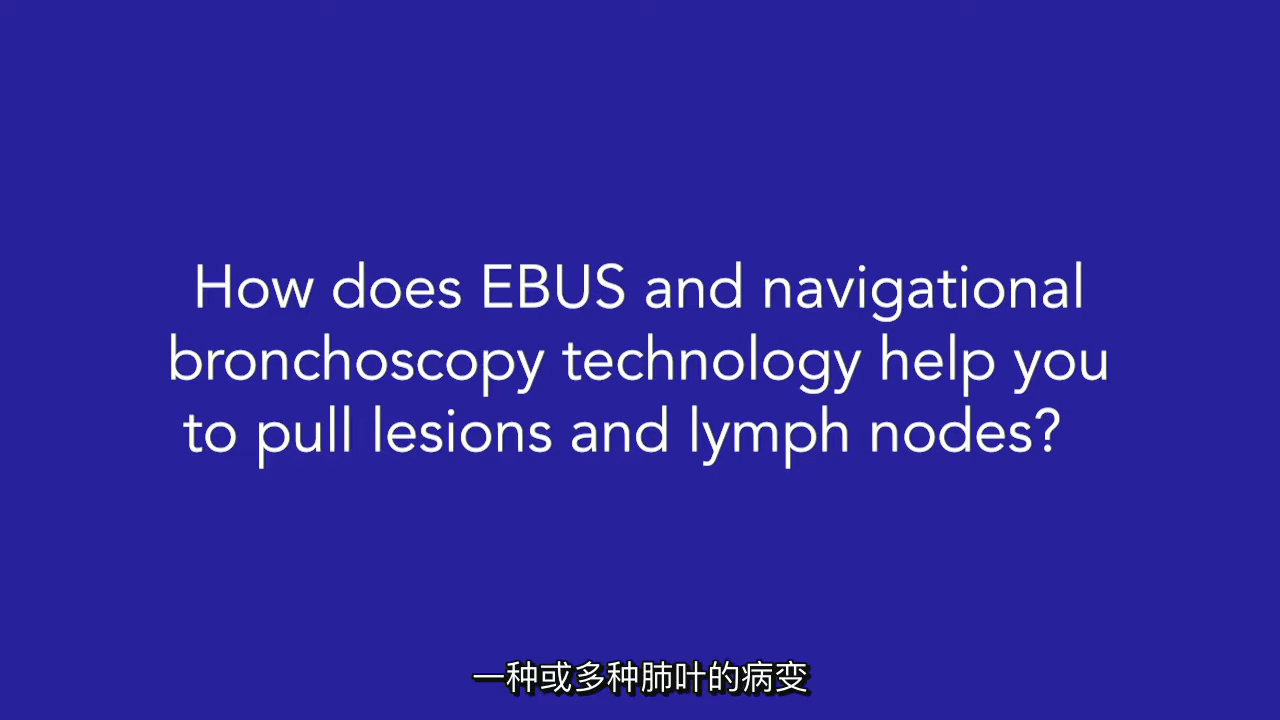 How does EBUS and navigational
bronchoscopy technology help you
to pull lesions and lymph nodes?
一种或多种肺叶的病变